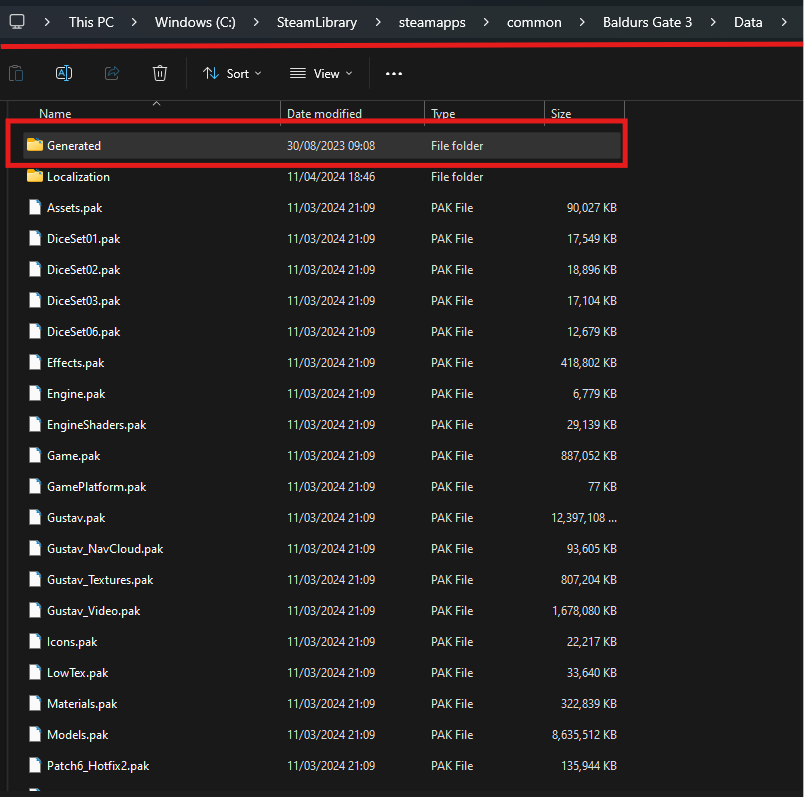 This PC > Windows (C:) > SteamLibrary > steamapps > common > Baldurs Gate 3 > Data >
Sort View ...
Name Date modified Type Size
Generated 30/08/2023 09:08 File folder
Localization 11/04/2024 18:46 File folder
Assets.pak 11/03/2024 21:09 PAK File 90,027 KB
DiceSet01.pak 11/03/2024 21:09 PAK File 17,549 KB
DiceSet02.pak 11/03/2024 21:09 PAK File 18,896 KB
DiceSet03.pak 11/03/2024 21:09 PAK File 17,104 KB
DiceSet06.pak 11/03/2024 21:09 PAK File 12,679 KB
Effects.pak 11/03/2024 21:09 PAK File 418,802 KB
Engine.pak 11/03/2024 21:09 PAK File 6,779 KB
EngineShaders.pak 11/03/2024 21:09 PAK File 29,139 KB
Game.pak 11/03/2024 21:09 PAK File 887,052 KB
GamePlatform.pak 11/03/2024 21:09 PAK File 77 KB
Gustav.pak 11/03/2024 21:09 PAK File 12,397,108 ...
Gustav_NavCloud.pak 11/03/2024 21:09 PAK File 93,605 KB
Gustav_Textures.pak 11/03/2024 21:09 PAK File 807,204 KB
Gustav_Video.pak 11/03/2024 21:09 PAK File 1,678,080 KB
Icons.pak 11/03/2024 21:09 PAK File 22,217 KB
LowTex.pak 11/03/2024 21:09 PAK File 33,640 KB
Materials.pak 11/03/2024 21:09 PAK File 322,839 KB
Models.pak 11/03/2024 21:09 PAK File 8,635,512 KB
Patch6_Hotfix2.pak 11/03/2024 21:09 PAK File 135,944 KB